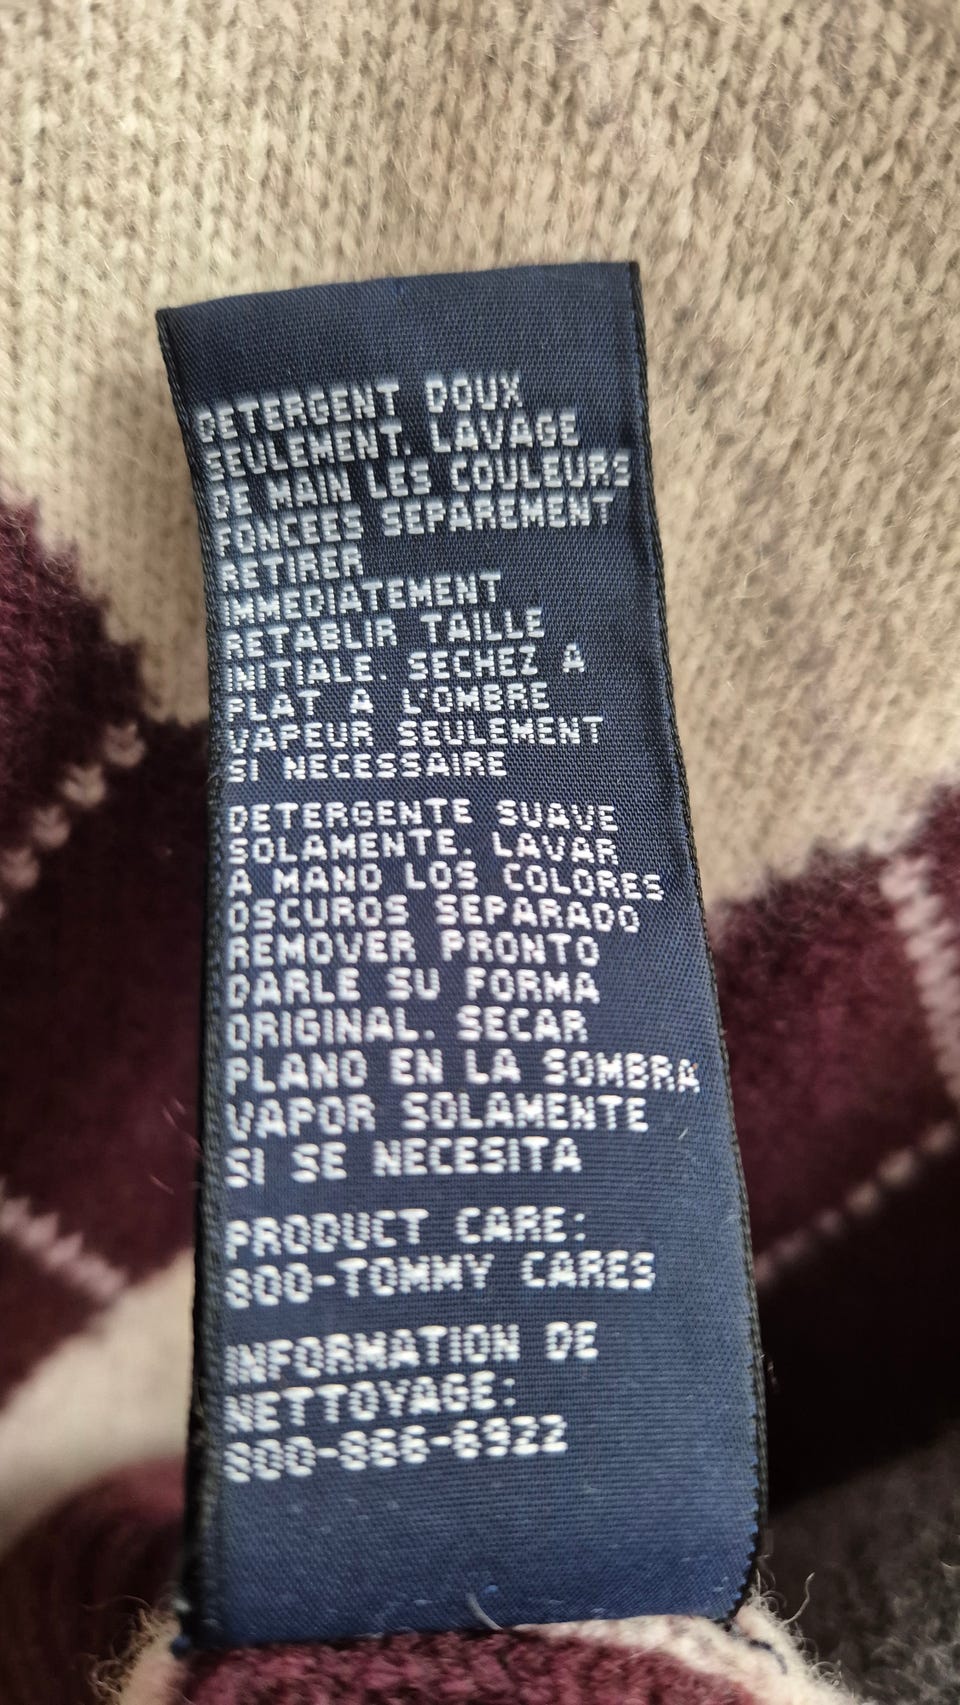 DETERGENT DOUX
SEULEMENT. LAVAGE
DE MAIN LES COULEURS
FONCEES SEPAREMENT
RETIRER
IMMEDIATEMENT
RETABLIR TAILLE
INITIALE. SECHEZ A
PLAT A L'OMBRE
VAPEUR SEULEMENT
SI NECESSAIRE
DETERGENTE SUAVE
SOLAMENTE. LAVAR
A MANO LOS COLORES
OSCUROS SEPARADO
REMOVER PRONTO
DARLE SU FORMA
ORIGINAL. SECAR
PLANO EN LA SOMBRA
VAPOR SOLAMENTE
SI SE NECESITA
PRODUCT CARE:
800-TOMMY CARES
INFORMATION DE
NETTOYAGE:
800-866-6922